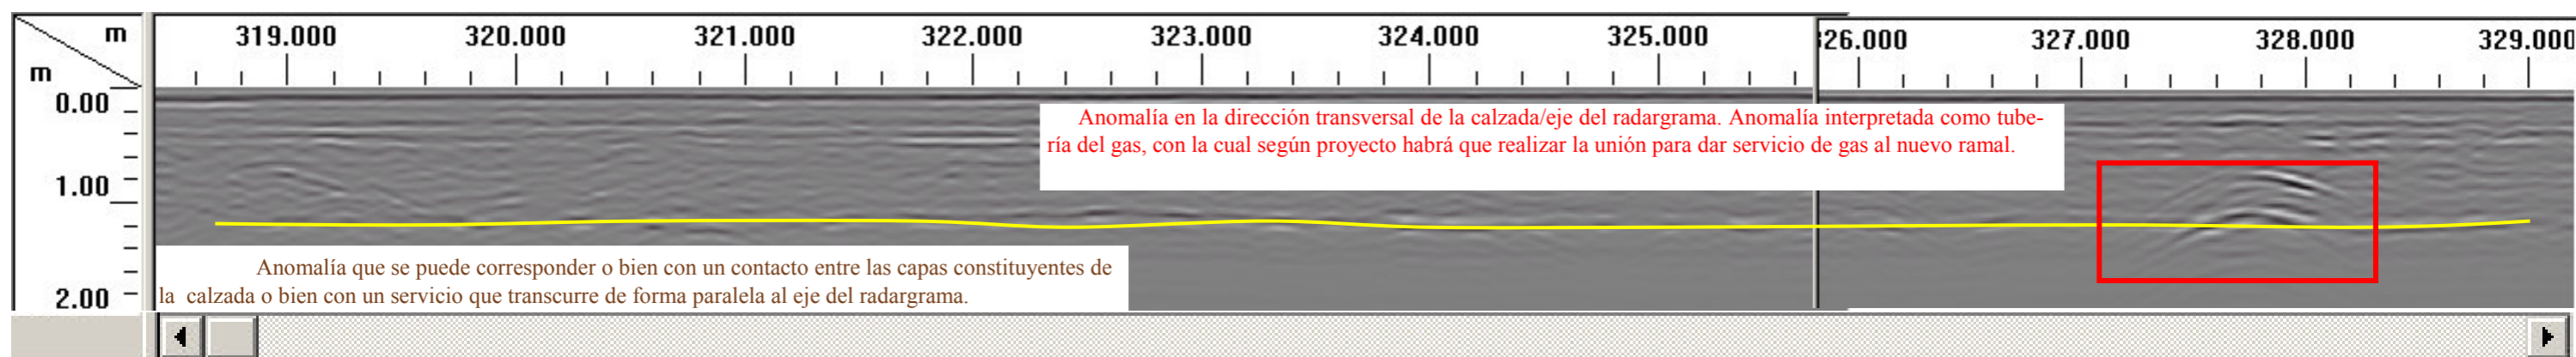 m 319.000 320.000 321.000 322.000 323.000 324.000 325.000 326.000 327.000 328.000 329.000
m
0.00
Anomalía en la dirección transversal de la calzada/eje del radargrama. Anomalía interpretada como tube-
ría del gas, con la cual según proyecto habrá que realizar la unión para dar servicio de gas al nuevo ramal.
1.00
Anomalía que se puede corresponder o bien con un contacto entre las capas constituyentes de
la calzada o bien con un servicio que transcurre de forma paralela al eje del radargrama.
2.00